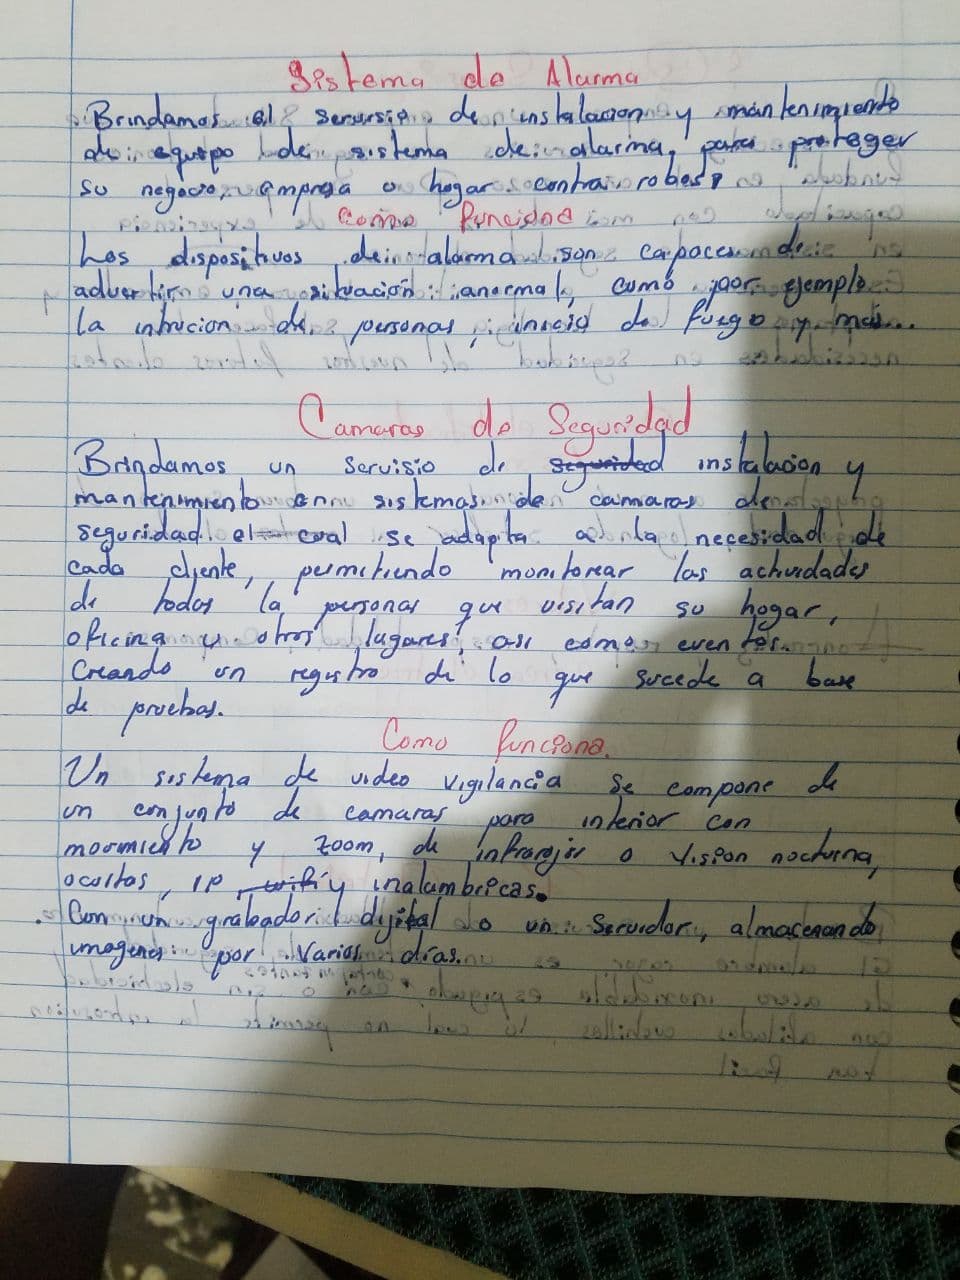 Sistema de Alarma
Brindamos el serversio de instalacion y mantenimiendo
de equipo de sistema de alarma, para proteger
su negocio, empresa o hogar contra robos,
como funciona
Los dispositivos de alarma son capaces de
advertir una situación anormal, como por ejemplo
la intrucion de personas, inicio de fuego y mas...
Camaras de Seguridad
Brindamos un servisio de seguridad instalacion y
mantenimiento en sistemas de camaras de
seguridad el cual se adapta a la necesidad de
cada cliente, permitiendo monitorear las actividades
de todas la personas que visitan su hogar,
oficina y otros lugares, asi como eventos.
Creando un registro de lo que sucede a base
de pruebas.
Como funciona.
Un sistema de video vigilancia se compone de
un conjunto de camaras para interior con
movimiento y zoom, de infrarojos o vision nocturna,
ocultas, IP wifi y inalambricas.
Con un grabador digital o un servidor, almacenando
imagenes por varios dias.